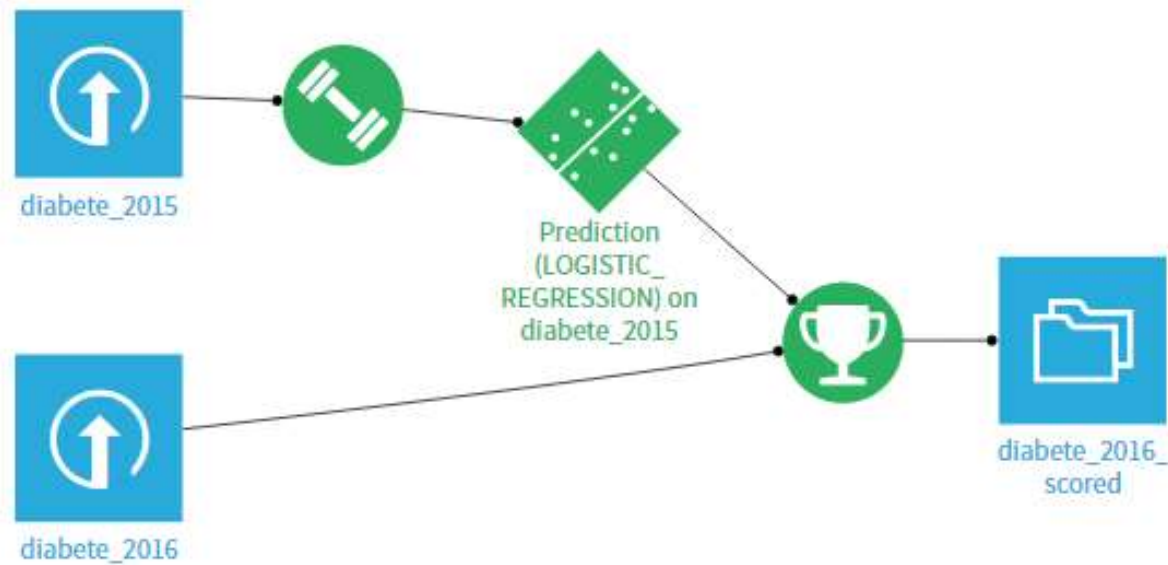 diabete_2015
Prediction
(LOGISTIC_
REGRESSION) on
diabete_2015
diabete_2016_
scored
diabete_2016